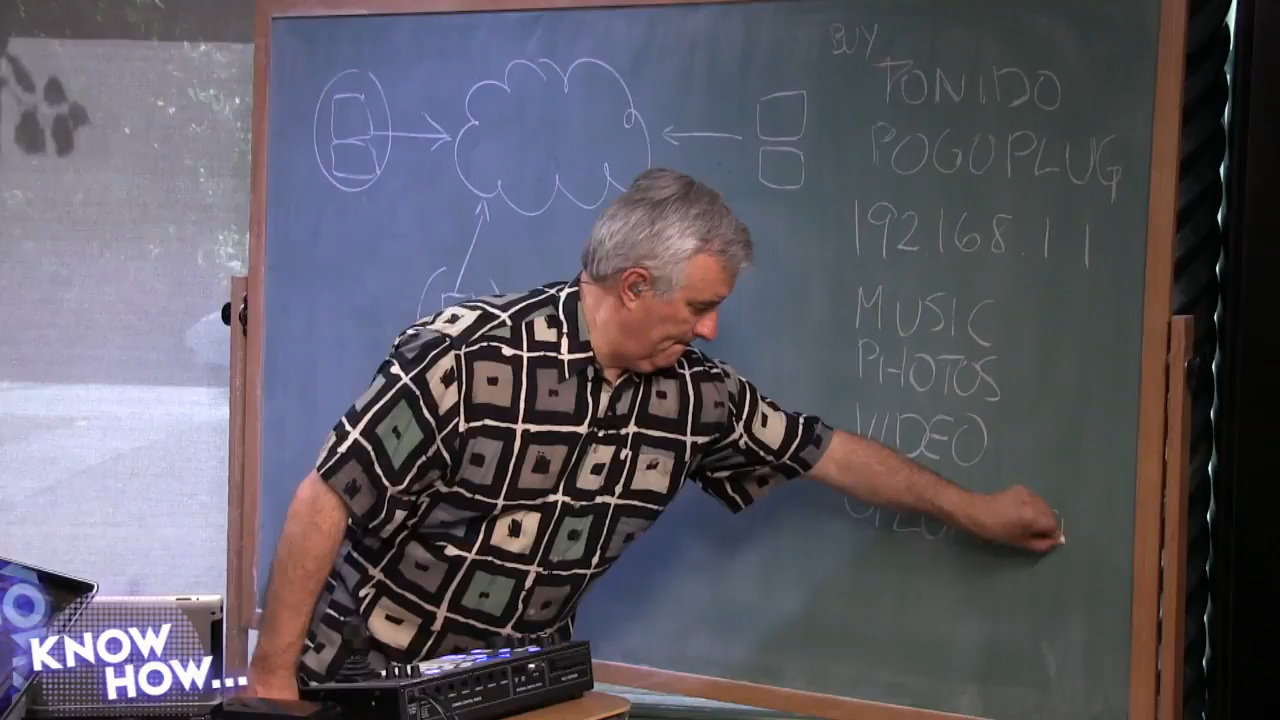 BUY
TONIDO
POGOPLUG
192.168.1 1
MUSIC
PHOTOS
VIDEO
KNOW
HOW...